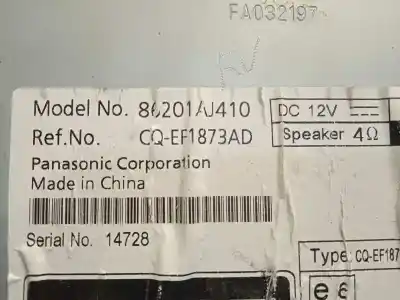 FA032197
Model No. 86201AJ410
DC 12V
Ref.No. CQ-EF1873AD
Speaker 4Ω
Panasonic Corporation
Made in China
Serial No. 14728
Type: CQ-EF187
e 6